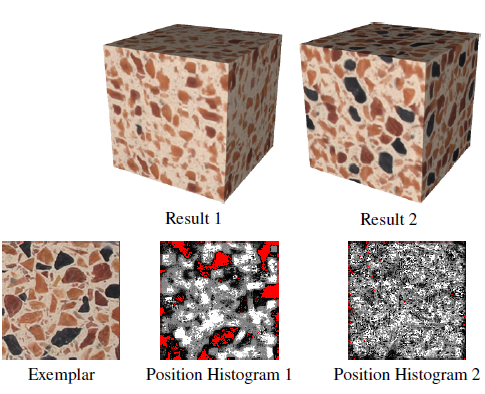 Result 1
Result 2
Exemplar
Position Histogram 1
Position Histogram 2